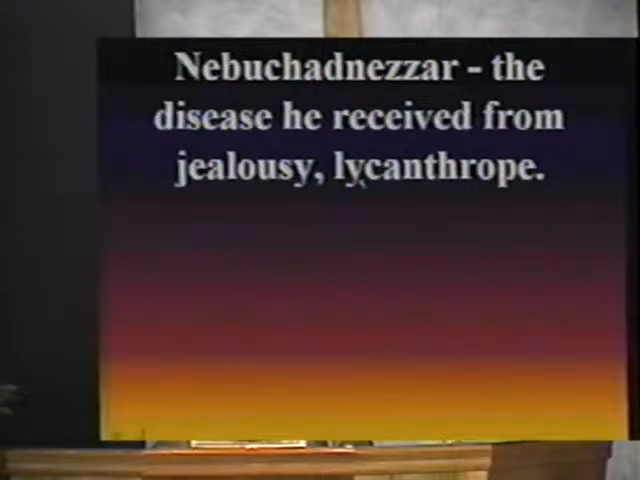 Nebuchadnezzar - the
disease he received from
jealousy, lycanthrope.